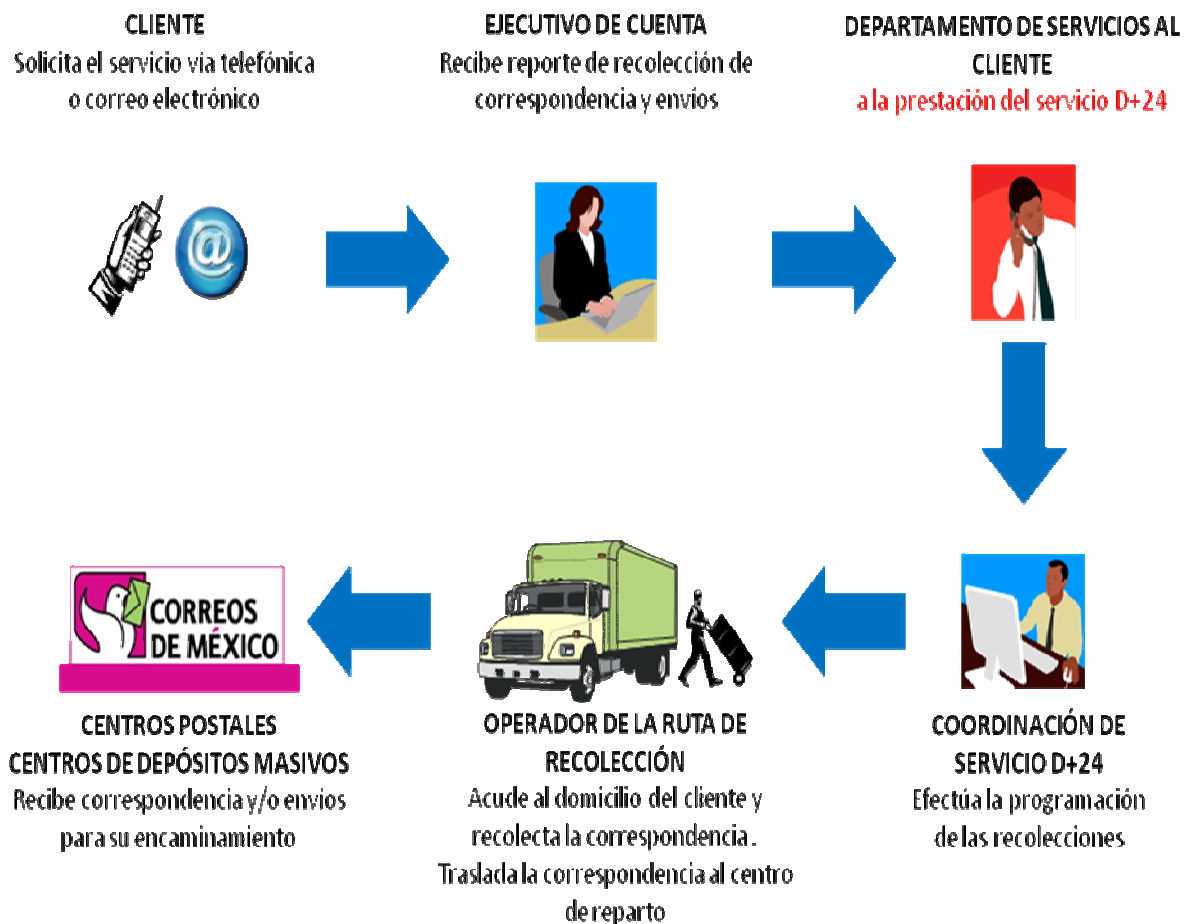 CLIENTE
Solicita el servicio vía telefónica
o correo electrónico
EJECUTIVO DE CUENTA
Recibe reporte de recolección de
correspondencia y envíos
DEPARTAMENTO DE SERVICIOS AL
CLIENTE
a la prestación del servicio D+24
@
CORREOS
DE MÉXICO
CENTROS POSTALES
CENTROS DE DEPÓSITOS MASIVOS
Recibe correspondencia y/o envíos
para su encaminamiento
OPERADOR DE LA RUTA DE
RECOLECCIÓN
Acude al domicilio del cliente y
recolecta la correspondencia .
Traslada la correspondencia al centro
de reparto
COORDINACIÓN DE
SERVICIO D+24
Efectúa la programación
de las recolecciones